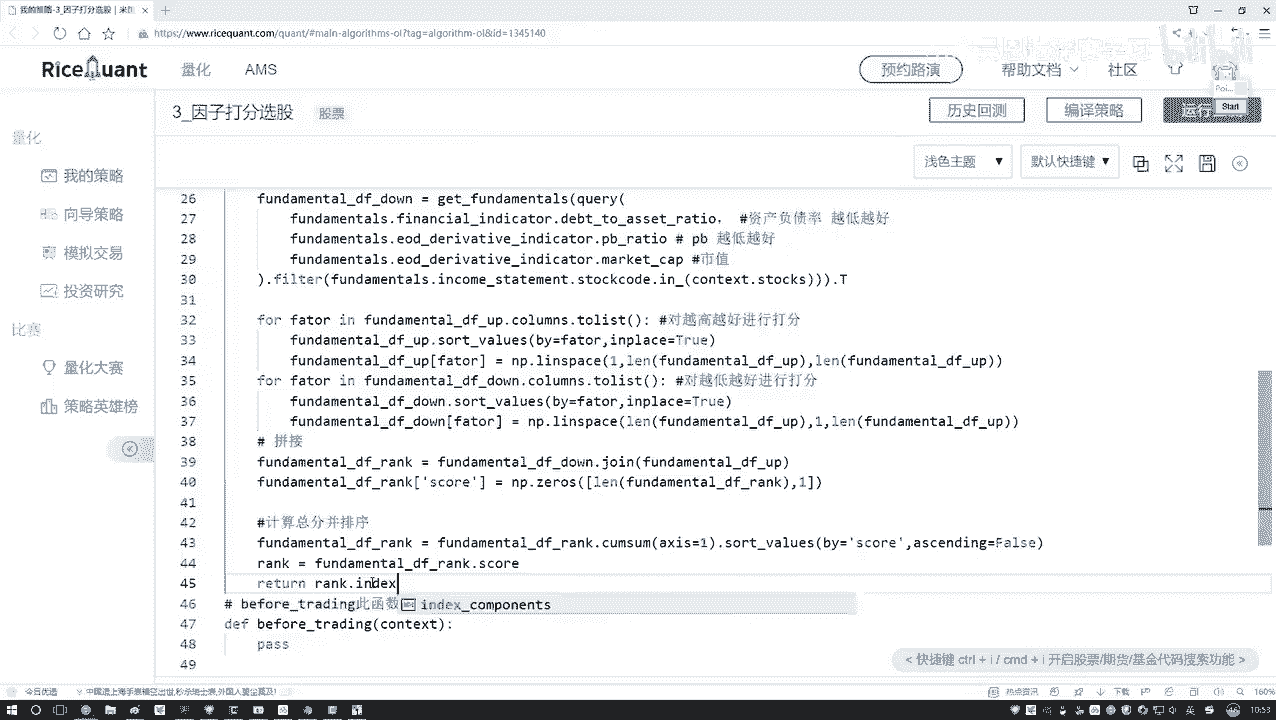 我的策略-3_因子打分选股 | 米
https://www.ricequant.com/quant/#main-algorithms-ol?tag=algorithm-ol&id=1345140
RiceQuant 量化 AMS 预约路演 帮助文档 社区
3_因子打分选股 股票 历史回测 编译策略 Start
量化
浅色主题 默认快捷键
我的策略
向导策略
模拟交易
投资研究
比赛
量化大赛
策略英雄榜
26 fundamental_df_down = get_fundamentals(query(
27 fundamentals.financial_indicator.debt_to_asset_ratio, #资产负债率 越低越好
28 fundamentals.eod_derivative_indicator.pb_ratio # pb 越低越好
29 fundamentals.eod_derivative_indicator.market_cap #市值
30 ).filter(fundamentals.income_statement.stockcode.in_(context.stocks))).T
31
32 for fator in fundamental_df_up.columns.tolist(): #对越高越好进行打分
33 fundamental_df_up.sort_values(by=fator,inplace=True)
34 fundamental_df_up[fator] = np.linspace(1,len(fundamental_df_up),len(fundamental_df_up))
35 for fator in fundamental_df_down.columns.tolist(): #对越低越好进行打分
36 fundamental_df_down.sort_values(by=fator,inplace=True)
37 fundamental_df_down[fator] = np.linspace(len(fundamental_df_up),1,len(fundamental_df_up))
38 # 拼接
39 fundamental_df_rank = fundamental_df_down.join(fundamental_df_up)
40 fundamental_df_rank['score'] = np.zeros([len(fundamental_df_rank),1])
41
42 #计算总分并排序
43 fundamental_df_rank = fundamental_df_rank.cumsum(axis=1).sort_values(by='score',ascending=False)
44 rank = fundamental_df_rank.score
45 return rank.index
46 # before_trading此函数 index_components
47 def before_trading(context):
48 pass
49
< 快捷键 ctrl + i / cmd + i 开启股票/期货/基金代码搜索功能 >
今日优选 热点资讯 下载 160%
英 10:53